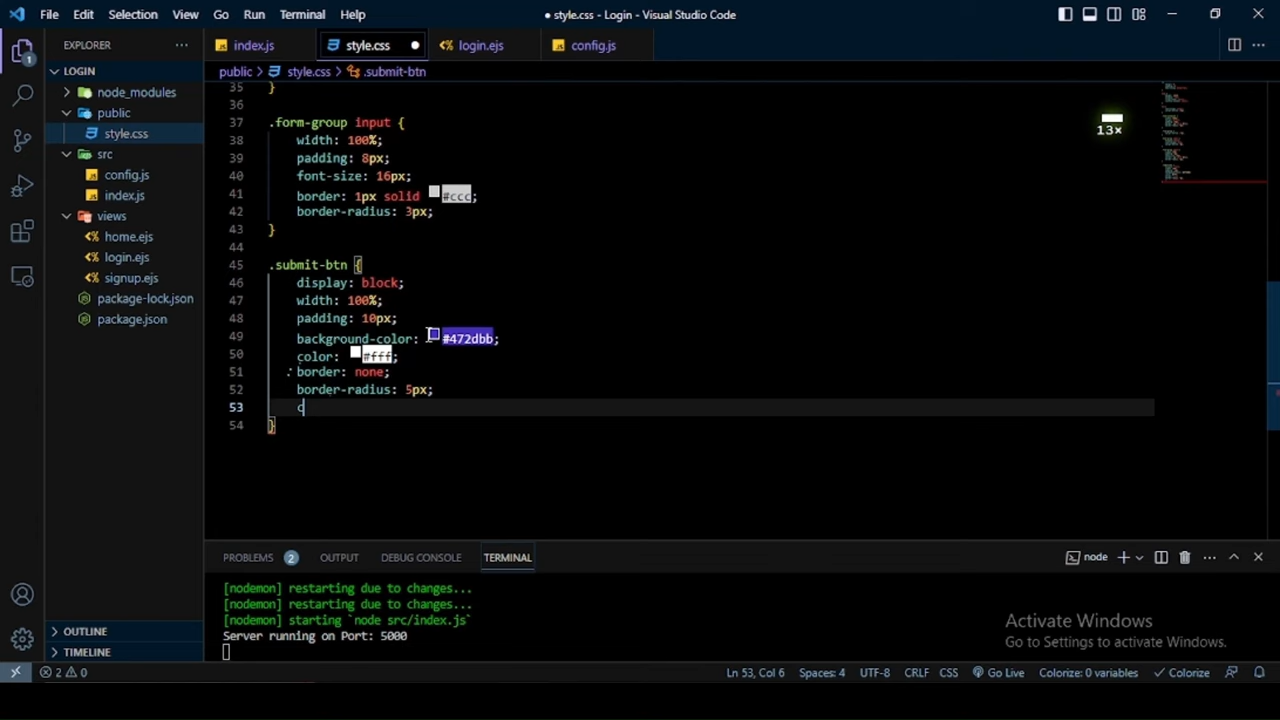 File Edit Selection View Go Run Terminal Help
● style.css - Login - Visual Studio Code
EXPLORER ...
index.js
style.css
login.ejs
config.js
LOGIN
public > style.css > .submit-btn
node_modules
public
style.css
src
config.js
index.js
views
home.ejs
login.ejs
signup.ejs
package-lock.json
package.json
OUTLINE
TIMELINE
35 }
36
37 .form-group input {
38 width: 100%;
39 padding: 8px;
40 font-size: 16px;
41 border: 1px solid #ccc;
42 border-radius: 3px;
43 }
44
45 .submit-btn {
46 display: block;
47 width: 100%;
48 padding: 10px;
49 background-color: #472dbb;
50 color: #fff;
51 border: none;
52 border-radius: 5px;
53 c
54 }
13×
1
PROBLEMS 2 OUTPUT DEBUG CONSOLE TERMINAL
node
[nodemon] restarting due to changes...
[nodemon] restarting due to changes...
[nodemon] starting `node src/index.js`
Server running on Port: 5000
Activate Windows
Go to Settings to activate Windows.
2 0
Ln 53, Col 6 Spaces: 4 UTF-8 CRLF CSS Go Live Colorize: 0 variables Colorize